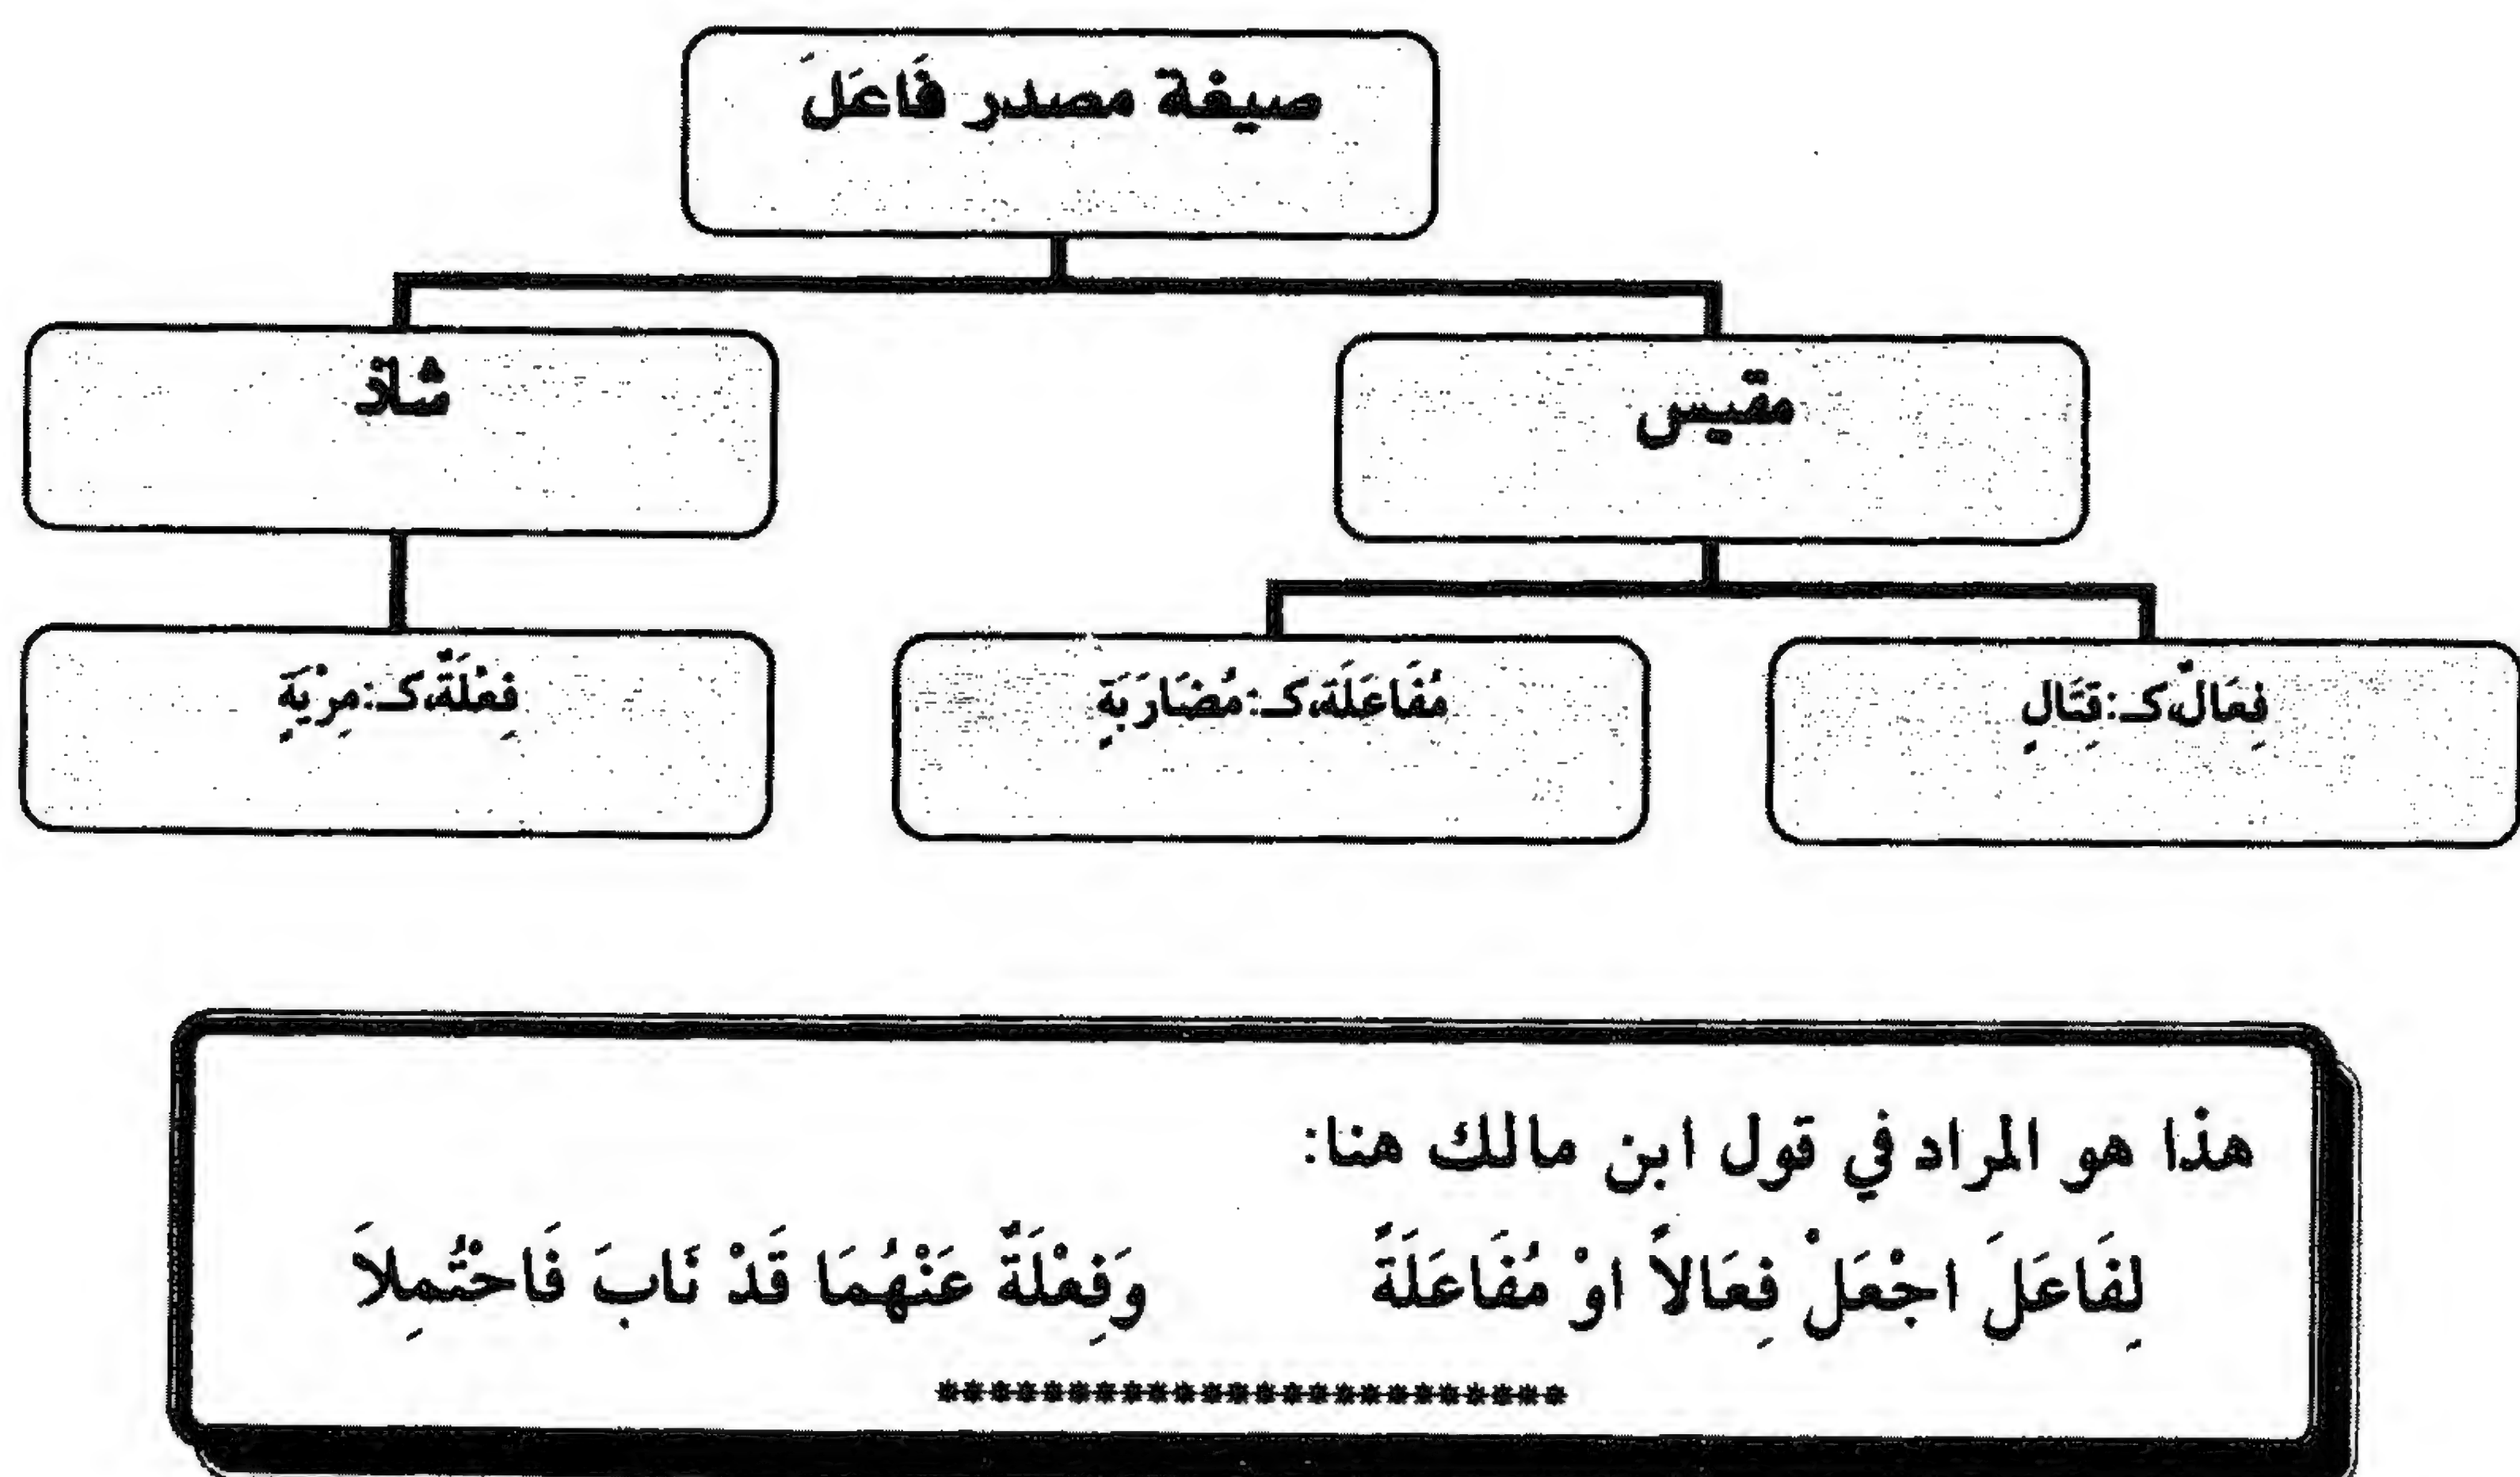 صيغة مصدر فَاعَلَ
مقيس
شاذ
فِعَالٌ،كـ:قِتَالٍ
مُفَاعَلَة،كـ:مُضَارَبَةٍ
فِعْلَةٌ،كـ:مِرْيَةٍ
هذا هو المراد في قول ابن مالك هنا:
لِفَاعَلَ اجْعَلْ فِعَالاً اوْ مُفَاعَلَةً وَفِعْلَةٌ عَنْهُمَا قَدْ نَابَ فَاحْتُمِلاَ
************************